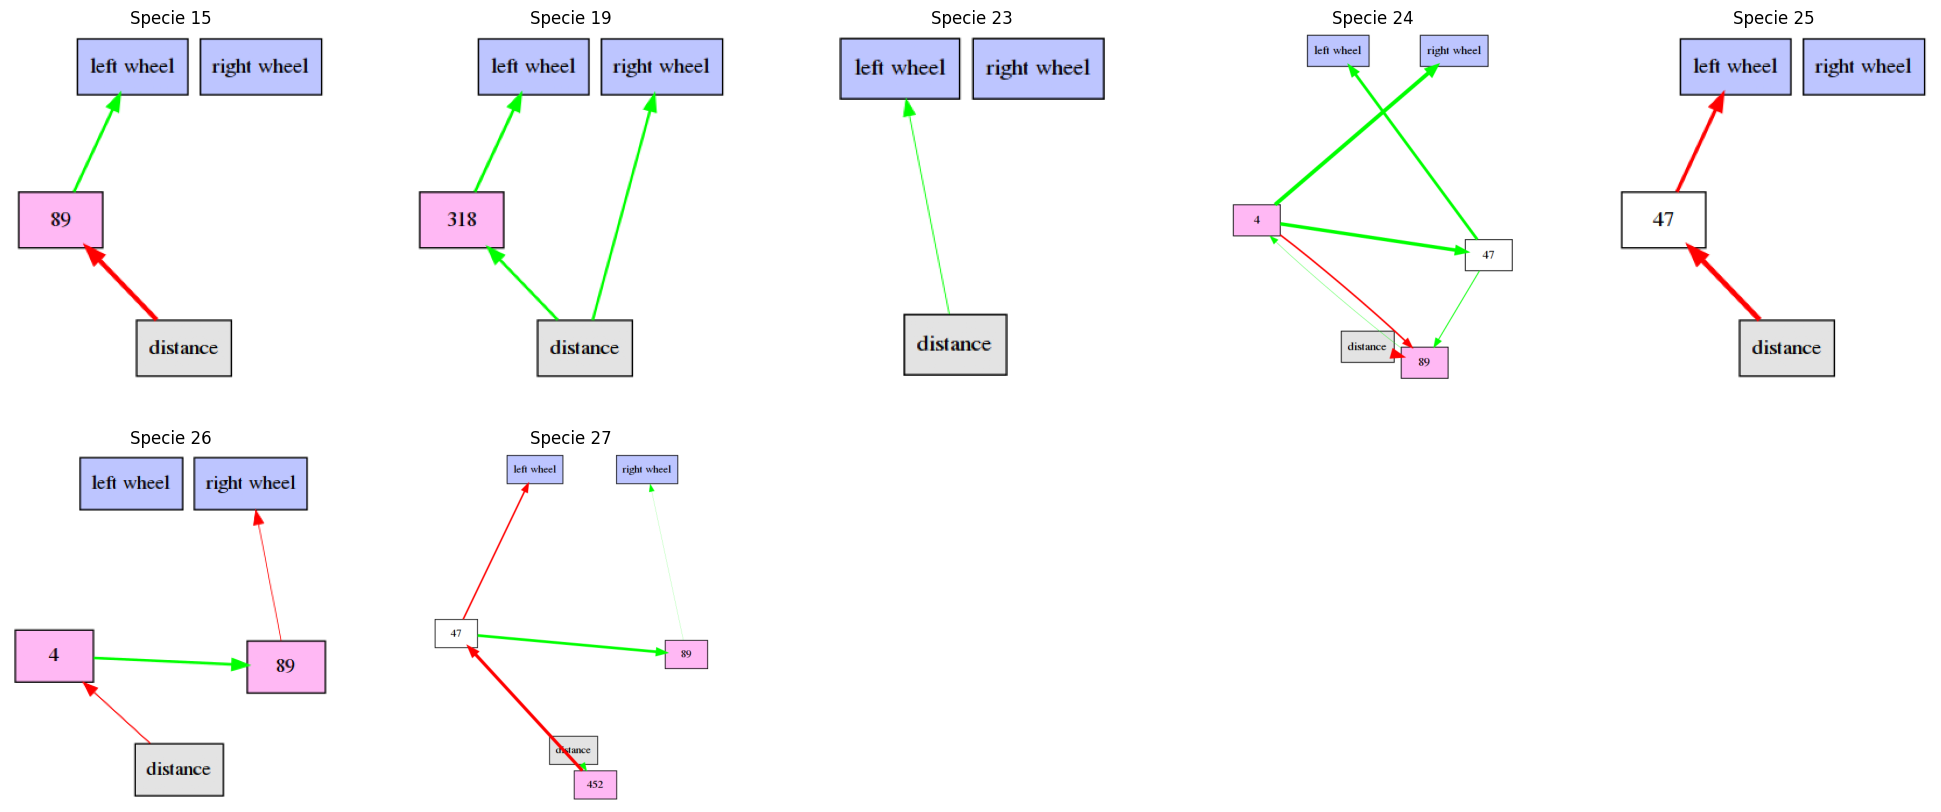 Specie 15
left wheel
right wheel
89
distance
Specie 19
left wheel
right wheel
318
distance
Specie 23
left wheel
right wheel
distance
Specie 24
left wheel
right wheel
4
47
distance
89
Specie 25
left wheel
right wheel
47
distance
Specie 26
left wheel
right wheel
4
89
distance
Specie 27
left wheel
right wheel
47
89
distance
452